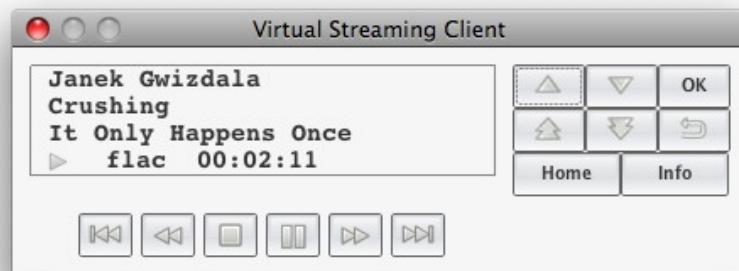 Virtual Streaming Client
Janek Gwizdala
Crushing
It Only Happens Once
flac 00:02:11
OK
Home Info